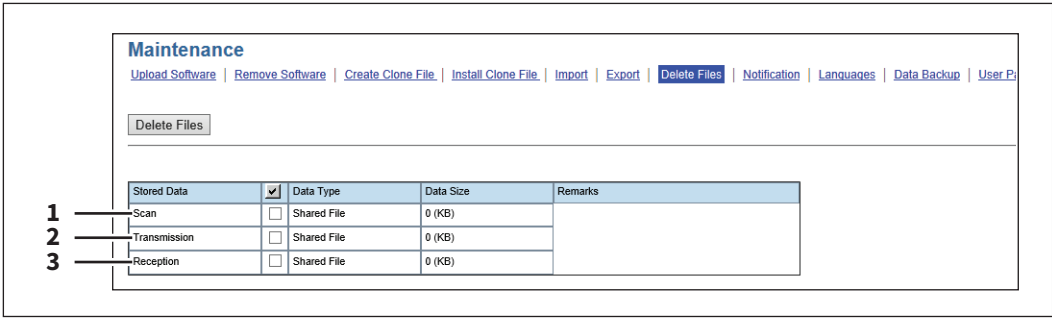 Maintenance
Upload Software | Remove Software | Create Clone File | Install Clone File | Import | Export | Delete Files | Notification | Languages | Data Backup | User
Delete Files
Stored Data Data Type Data Size Remarks
1 Scan Shared File 0 (KB)
2 Transmission Shared File 0 (KB)
3 Reception Shared File 0 (KB)